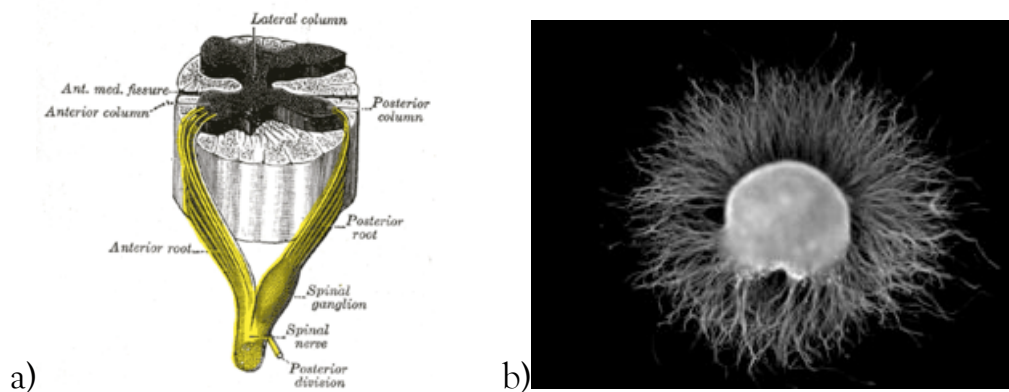 Lateral column
Ant. med. fissure
Anterior column
Posterior
column
Posterior
root
Anterior root
Spinal
ganglion
Spinal
nerve
Posterior
division
a)
b)